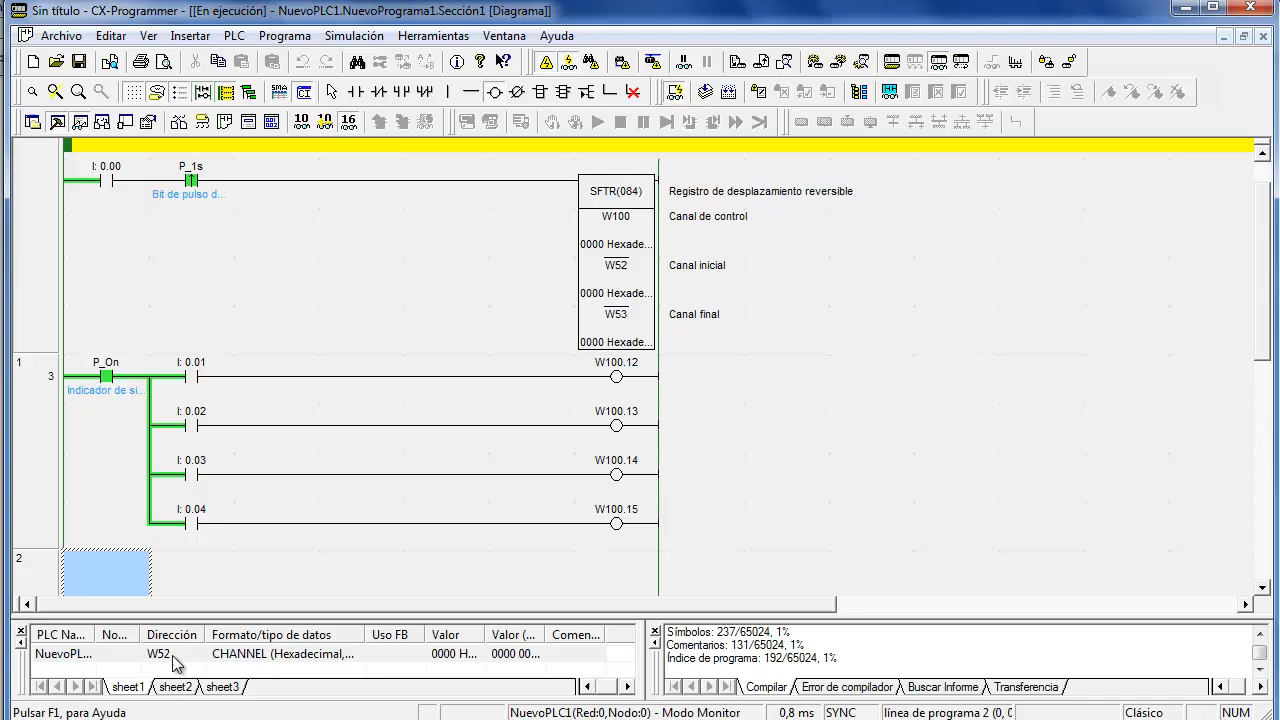 Sin título - CX-Programmer - [[En ejecución] - NuevoPLC1.NuevoPrograma1.Sección1 [Diagrama]]
Archivo Editar Ver Insertar PLC Programa Simulación Herramientas Ventana Ayuda
10 10 16
I: 0.00 P_1s
Bit de pulso d...
SFTR(084) Registro de desplazamiento reversible
W100 Canal de control
0000 Hexade...
W52 Canal inicial
0000 Hexade...
W53 Canal final
0000 Hexade...
1 P_On I: 0.01 W100.12
3
Indicador de si...
I: 0.02 W100.13
I: 0.03 W100.14
I: 0.04 W100.15
2
PLC Na... No... Dirección Formato/tipo de datos Uso FB Valor Valor (... Comen...
NuevoPL... W52 CHANNEL (Hexadecimal,... 0000 H... 0000 00...
sheet1 sheet2 sheet3
Símbolos: 237/65024, 1%
Comentarios: 131/65024, 1%
Índice de programa: 192/65024, 1%
Compilar Error de compilador Buscar Informe Transferencia
Pulsar F1, para Ayuda NuevoPLC1(Red:0,Nodo:0) - Modo Monitor 0,8 ms SYNC línea de programa 2 (0, 0 Clásico NUM